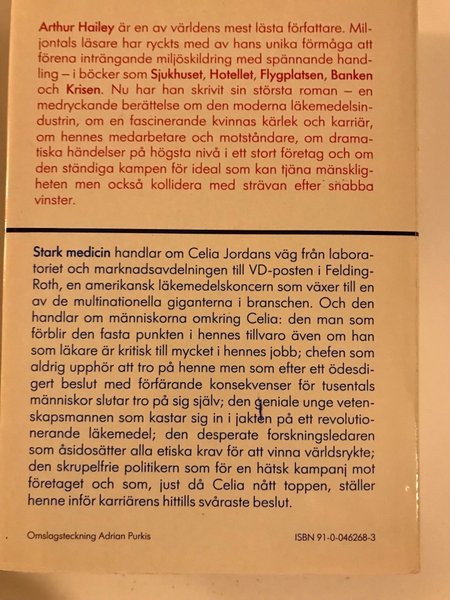 Arthur Hailey är en av världens mest lästa författare. Mil-
jontals läsare har ryckts med av hans unika förmåga att
förena inträngande miljöskildring med spännande hand-
ling – i böcker som Sjukhuset, Hotellet, Flygplatsen, Banken
och Krisen. Nu har han skrivit sin största roman – en
medryckande berättelse om den moderna läkemedelsin-
dustrin, om en fascinerande kvinnas kärlek och karriär,
om hennes medarbetare och motståndare, om drama-
tiska händelser på högsta nivå i ett stort företag och om
den ständiga kampen för ideal som kan tjäna mänsklig-
heten men också kollidera med strävan efter snabba
vinster.
Stark medicin handlar om Celia Jordans väg från labora-
toriet och marknadsavdelningen till VD-posten i Felding-
Roth, en amerikansk läkemedelskoncern som växer till en
av de multinationella giganterna i branschen. Och den
handlar om människorna omkring Celia: den man som
förblir den fasta punkten i hennes tillvaro även om han
som läkare är kritisk till mycket i hennes jobb; chefen som
aldrig upphör att tro på henne men som efter ett ödesdi-
gert beslut med förfärande konsekvenser för tusentals
människor slutar tro på sig själv; den geniale unge veten-
skapsmannen som kastar sig in i jakten på ett revolutio-
nerande läkemedel; den desperate forskningsledaren
som åsidosätter alla etiska krav för att vinna världsrykte;
den skrupelfrie politikern som för en hätsk kampanj mot
företaget och som, just då Celia nått toppen, ställer
henne inför karriärens hittills svåraste beslut.
Omslagsteckning Adrian Purkis
ISBN 91-0-046268-3